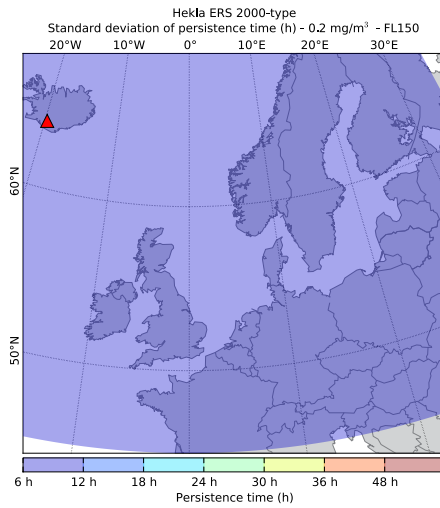 Hekla ERS 2000-type
Standard deviation of persistence time (h) - 0.2 mg/m³ - FL150
20°W 10°W 0° 10°E 20°E 30°E
60°N
50°N
6 h 12 h 18 h 24 h 30 h 36 h 48 h
Persistence time (h)